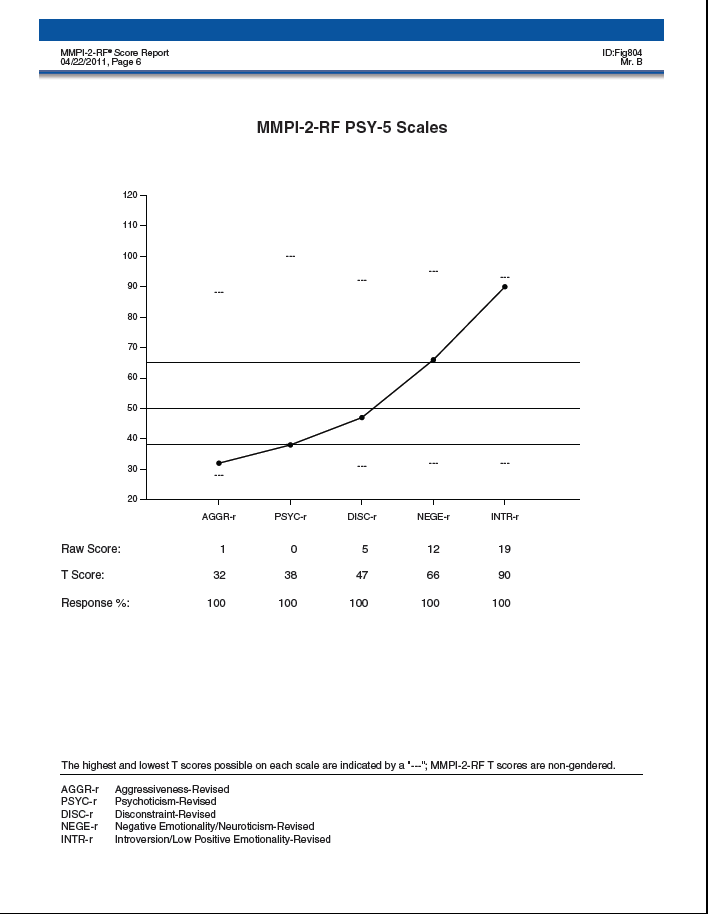 MMPI-2-RF® Score Report ID:Fig804
04/22/2011, Page 6 Mr. B
MMPI-2-RF PSY-5 Scales
120
110
100
90
80
70
60
50
40
30
20
---
---
---
---
---
---
---
---
---
AGGR-r PSYC-r DISC-r NEGE-r INTR-r
Raw Score: 1 0 5 12 19
T Score: 32 38 47 66 90
Response %: 100 100 100 100 100
The highest and lowest T scores possible on each scale are indicated by a "---"; MMPI-2-RF T scores are non-gendered.
AGGR-r Aggressiveness-Revised
PSYC-r Psychoticism-Revised
DISC-r Disconstraint-Revised
NEGE-r Negative Emotionality/Neuroticism-Revised
INTR-r Introversion/Low Positive Emotionality-Revised